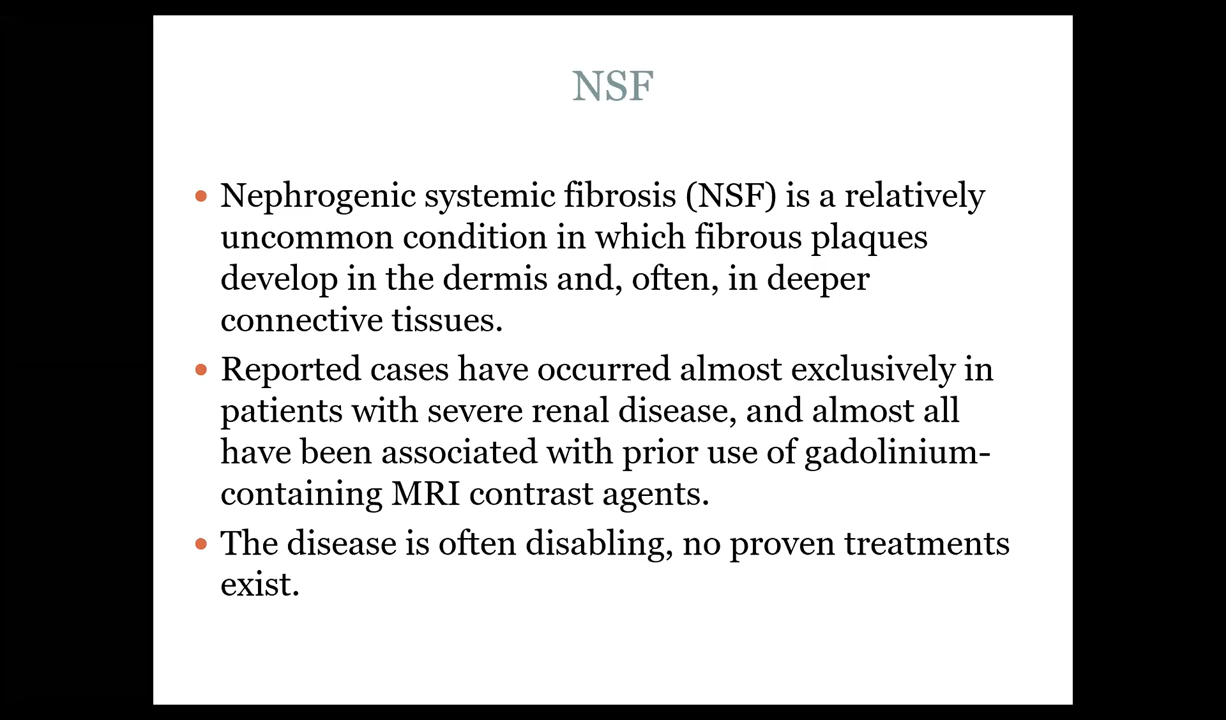 NSF
• Nephrogenic systemic fibrosis (NSF) is a relatively
uncommon condition in which fibrous plaques
develop in the dermis and, often, in deeper
connective tissues.
• Reported cases have occurred almost exclusively in
patients with severe renal disease, and almost all
have been associated with prior use of gadolinium-
containing MRI contrast agents.
• The disease is often disabling, no proven treatments
exist.